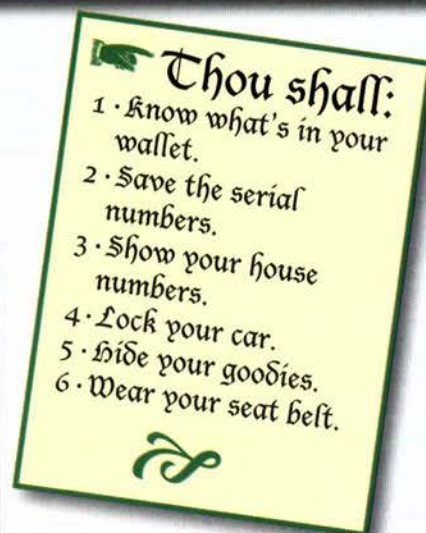 Thou shall:
1 · Know what's in your
wallet.
2 · Save the serial
numbers.
3 · Show your house
numbers.
4 · Lock your car.
5 · Hide your goodies.
6 · Wear your seat belt.